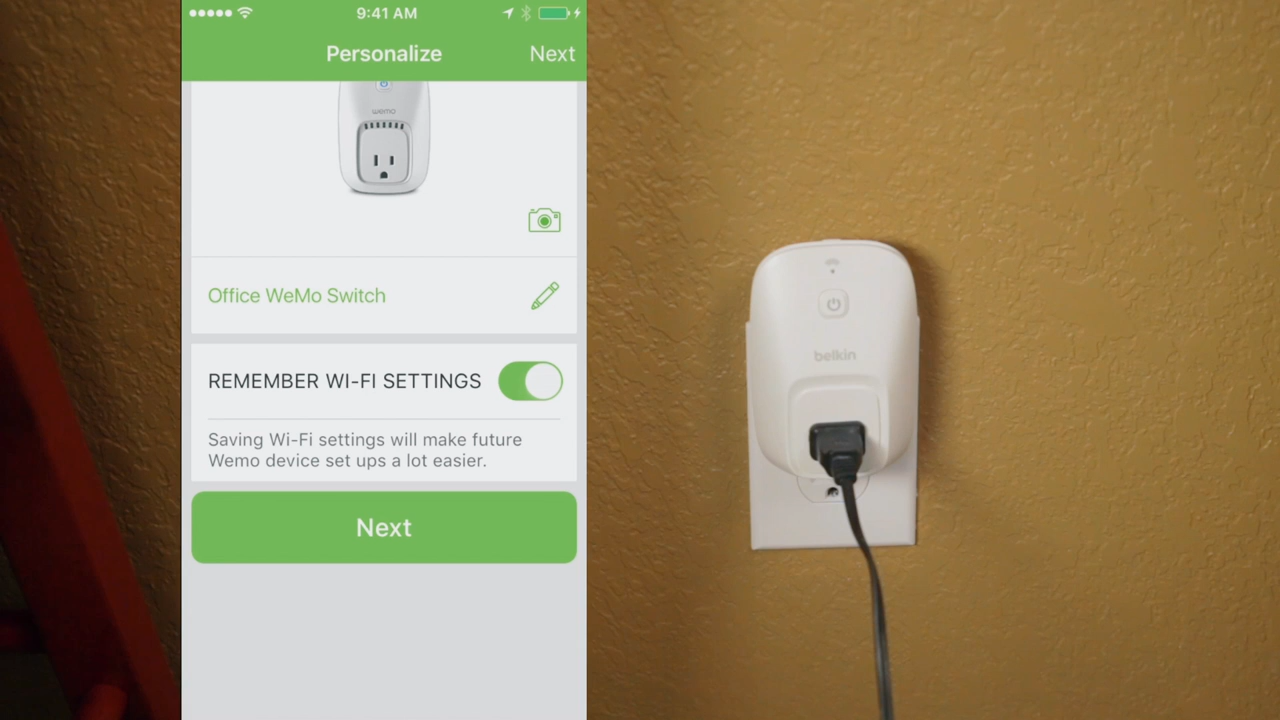 9:41 AM
Personalize
Next
wemo
Office WeMo Switch
REMEMBER WI-FI SETTINGS
Saving Wi-Fi settings will make future
Wemo device set ups a lot easier.
Next
belkin